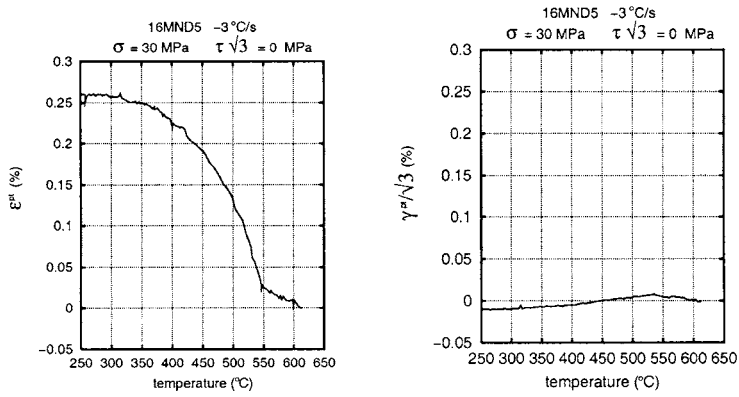 16MND5 −3 °C/s
σ = 30 MPa τ √3 = 0 MPa
0.3
0.25
0.2
0.15
0.1
0.05
0
−0.05
εᵖᵗ (%)
250 300 350 400 450 500 550 600 650
temperature (°C)
16MND5 −3 °C/s
σ = 30 MPa τ √3 = 0 MPa
0.3
0.25
0.2
0.15
0.1
0.05
0
−0.05
γᵖᵗ/√3 (%)
250 300 350 400 450 500 550 600 650
temperature (°C)